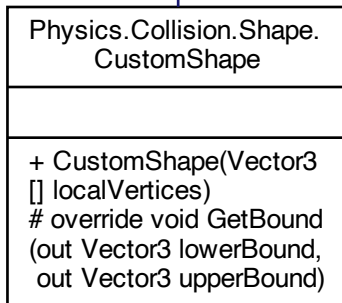 Physics.Collision.Shape.
CustomShape
+ CustomShape(Vector3
[] localVertices)
# override void GetBound
(out Vector3 lowerBound,
out Vector3 upperBound)